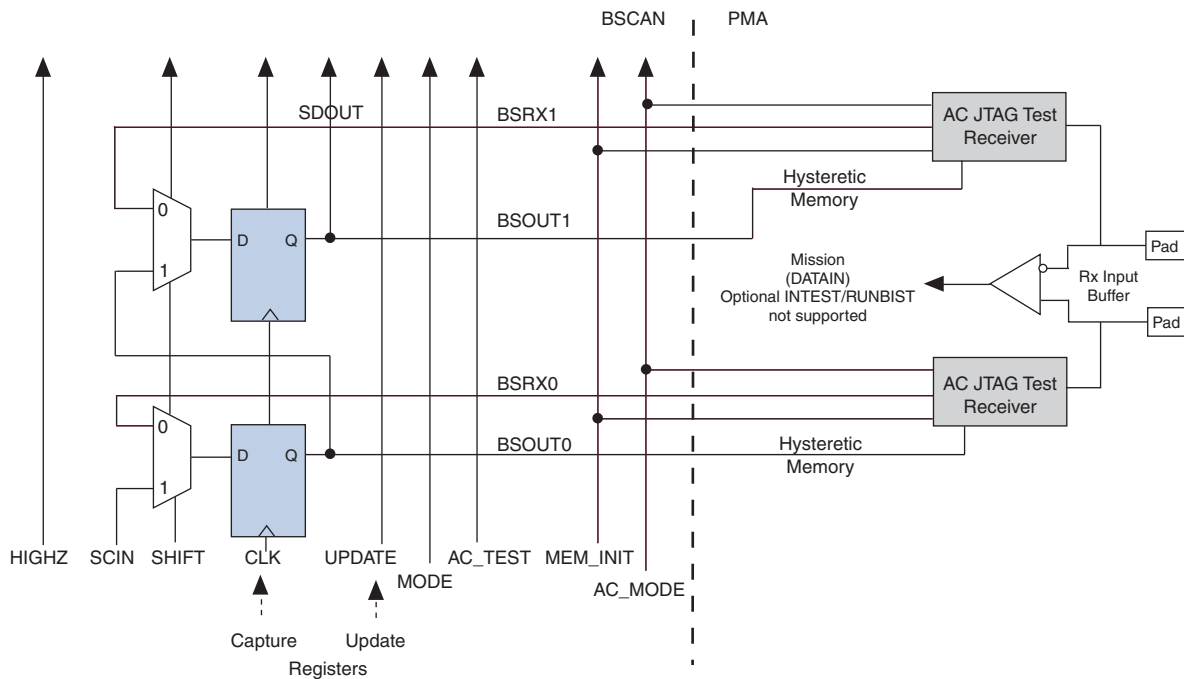 BSCAN
PMA
SDOUT
BSRX1
AC JTAG Test
Receiver
0
Hysteretic
Memory
D
Q
BSOUT1
1
Pad
Mission
(DATAIN)
Optional INTEST/RUNBIST
not supported
Rx Input
Buffer
Pad
BSRX0
AC JTAG Test
Receiver
0
D
Q
BSOUT0
Hysteretic
Memory
1
HIGHZ
SCIN
SHIFT
CLK
UPDATE
MODE
AC_TEST
MEM_INIT
AC_MODE
Capture
Update
Registers